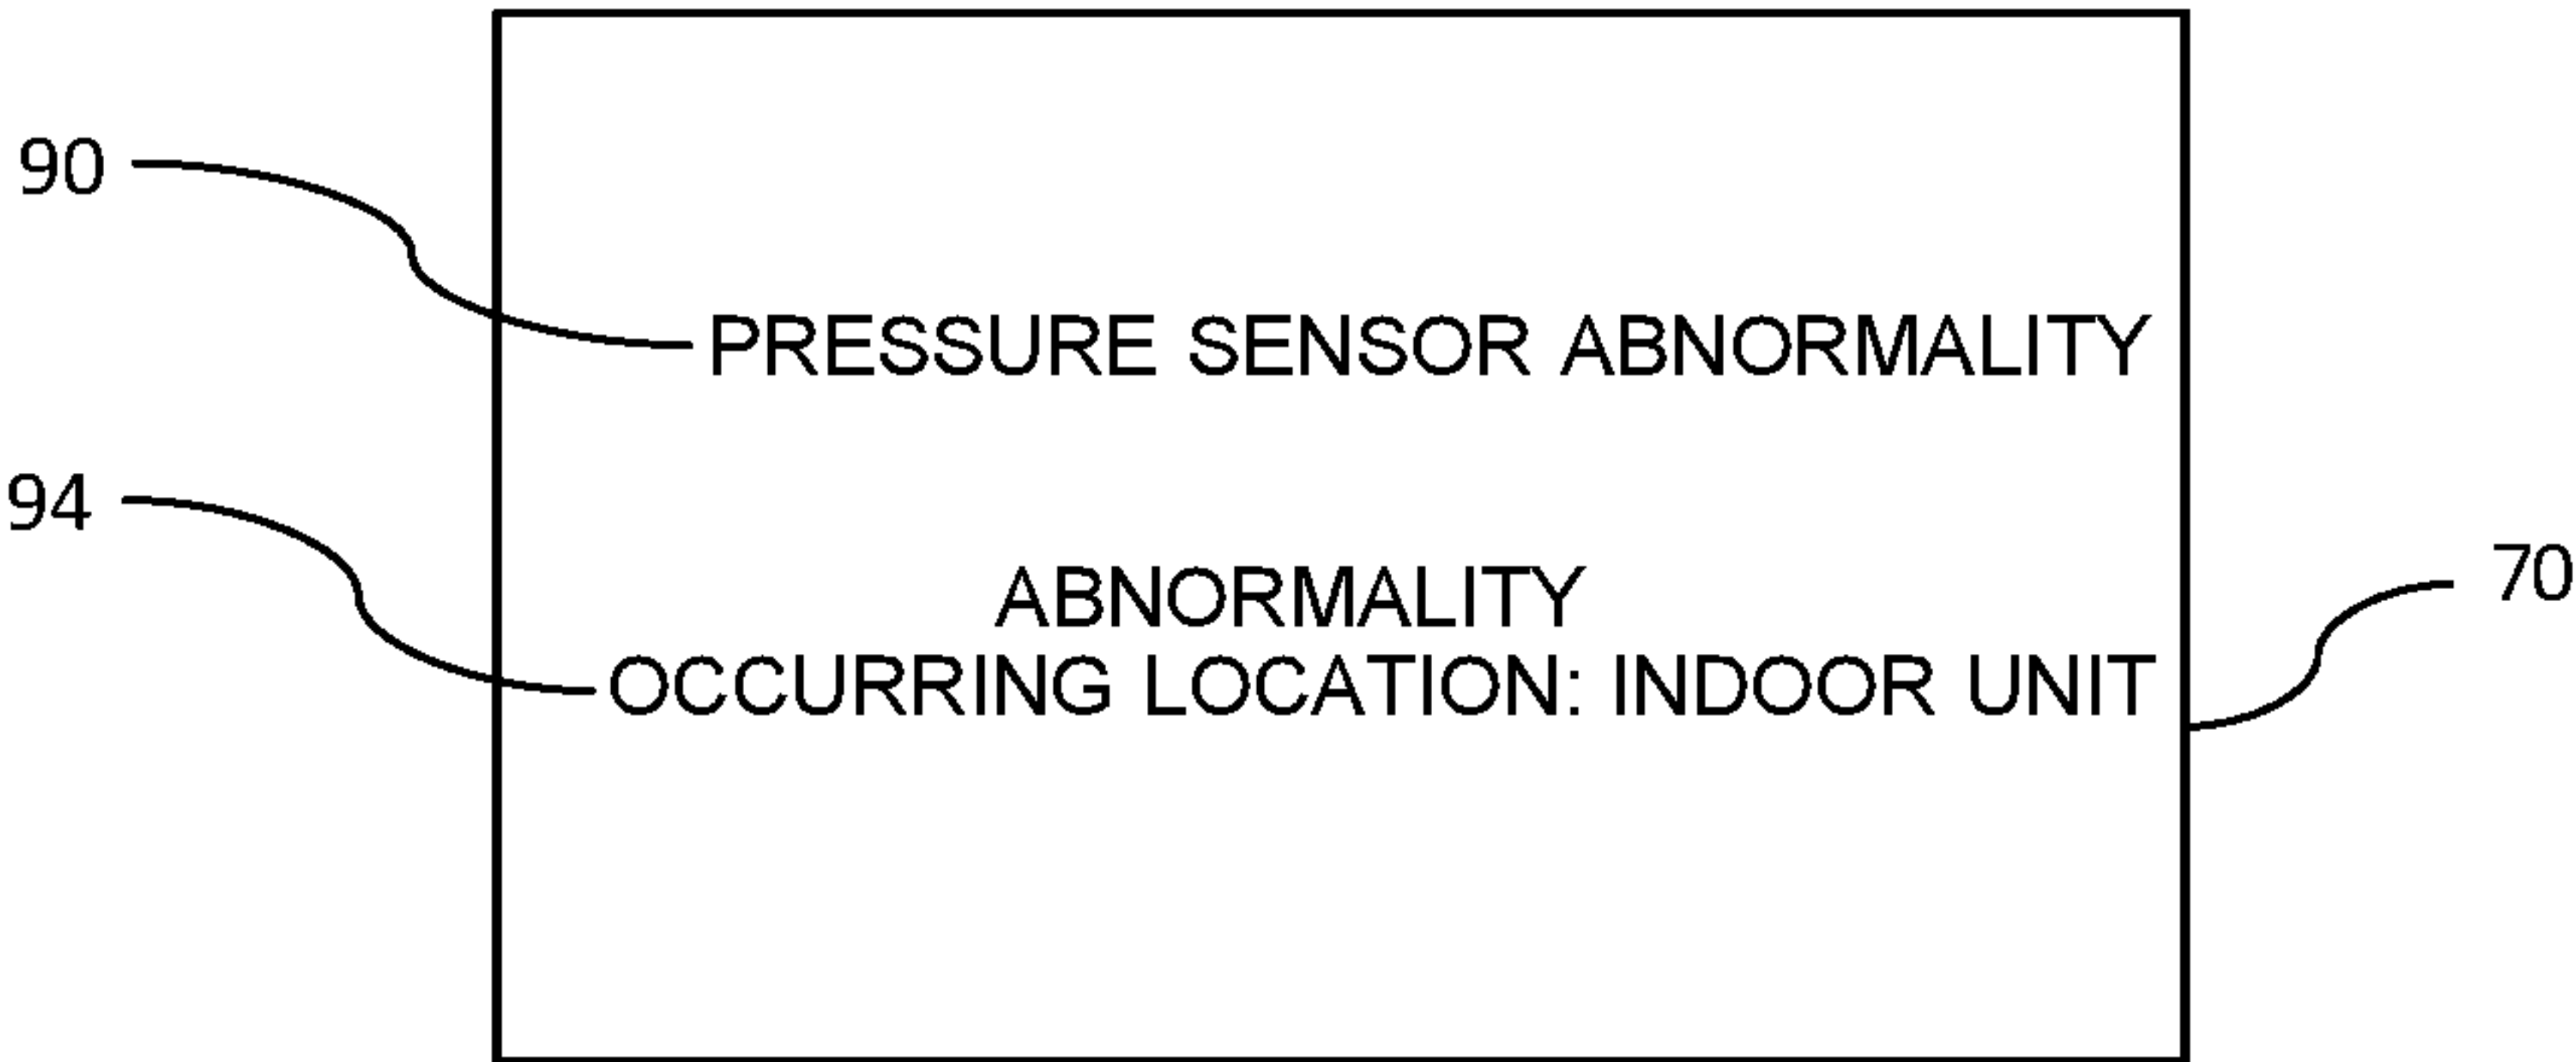 90
PRESSURE SENSOR ABNORMALITY
94
ABNORMALITY
70
OCCURRING LOCATION: INDOOR UNIT